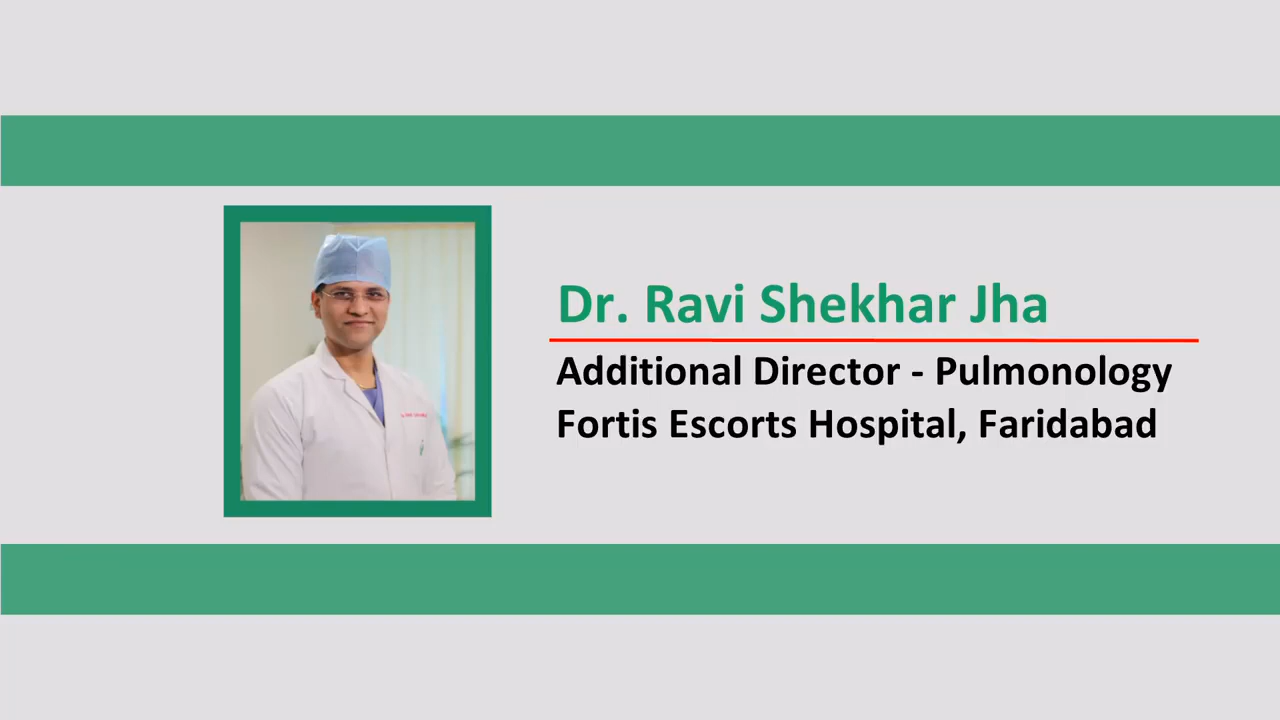 Dr. Ravi Shekhar Jha
Additional Director - Pulmonology
Fortis Escorts Hospital, Faridabad